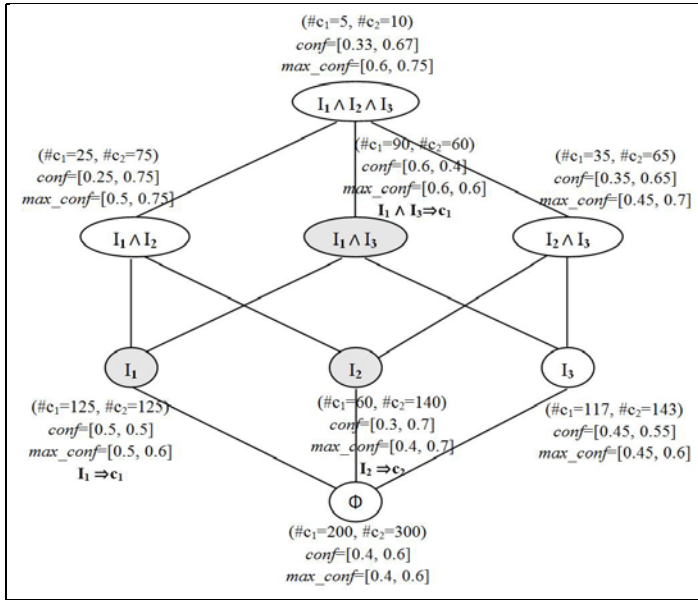 (#c₁=5, #c₂=10)
conf=[0.33, 0.67]
max_conf=[0.6, 0.75]
I₁ ∧ I₂ ∧ I₃
(#c₁=25, #c₂=75)
conf=[0.25, 0.75]
max_conf=[0.5, 0.75]
I₁ ∧ I₂
(#c₁=90, #c₂=60)
conf=[0.6, 0.4]
max_conf=[0.6, 0.6]
I₁ ∧ I₃⇒c₁
I₁ ∧ I₃
(#c₁=35, #c₂=65)
conf=[0.35, 0.65]
max_conf=[0.45, 0.7]
I₂ ∧ I₃
I₁
(#c₁=125, #c₂=125)
conf=[0.5, 0.5]
max_conf=[0.5, 0.6]
I₁ ⇒c₁
I₂
(#c₁=60, #c₂=140)
conf=[0.3, 0.7]
max_conf=[0.4, 0.7]
I₂ ⇒c₂
I₃
(#c₁=117, #c₂=143)
conf=[0.45, 0.55]
max_conf=[0.45, 0.6]
Φ
(#c₁=200, #c₂=300)
conf=[0.4, 0.6]
max_conf=[0.4, 0.6]